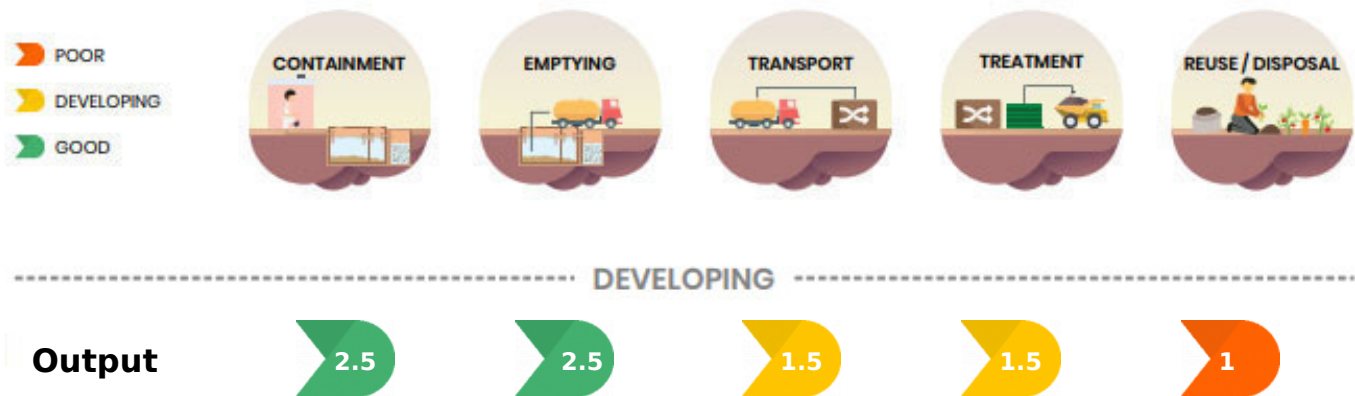 POOR
DEVELOPING
GOOD
CONTAINMENT
EMPTYING
TRANSPORT
TREATMENT
REUSE / DISPOSAL
DEVELOPING
Output 2.5 2.5 1.5 1.5 1